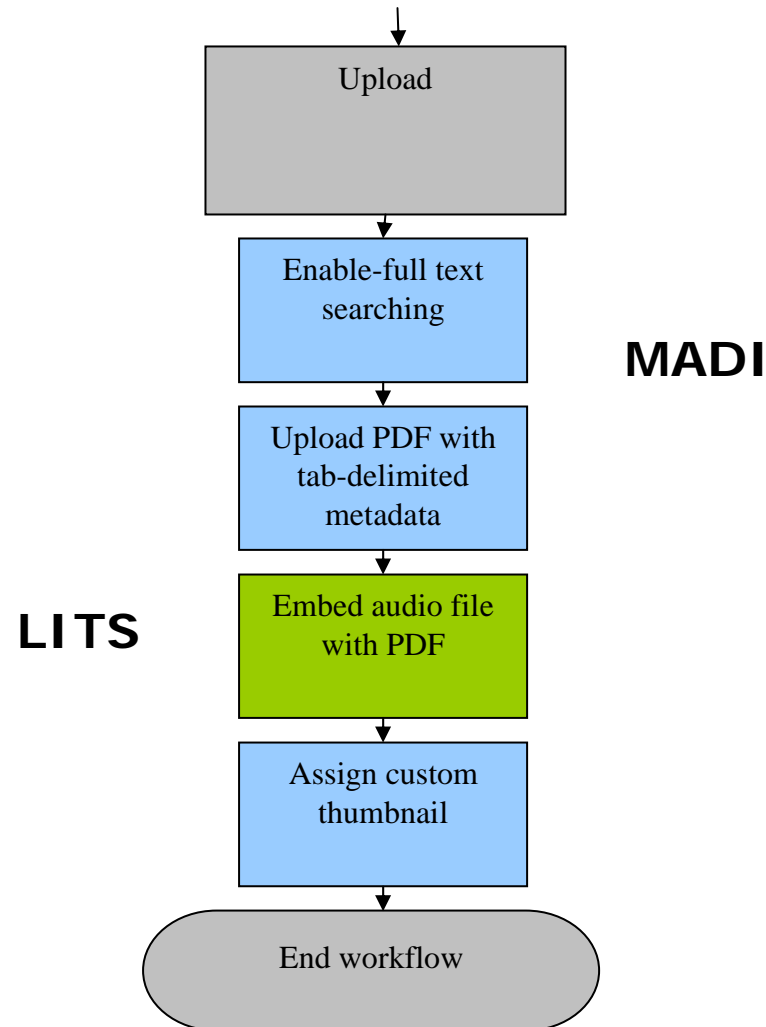 Upload
Enable-full text
searching
MADI
Upload PDF with
tab-delimited
metadata
Embed audio file
with PDF
LITS
Assign custom
thumbnail
End workflow